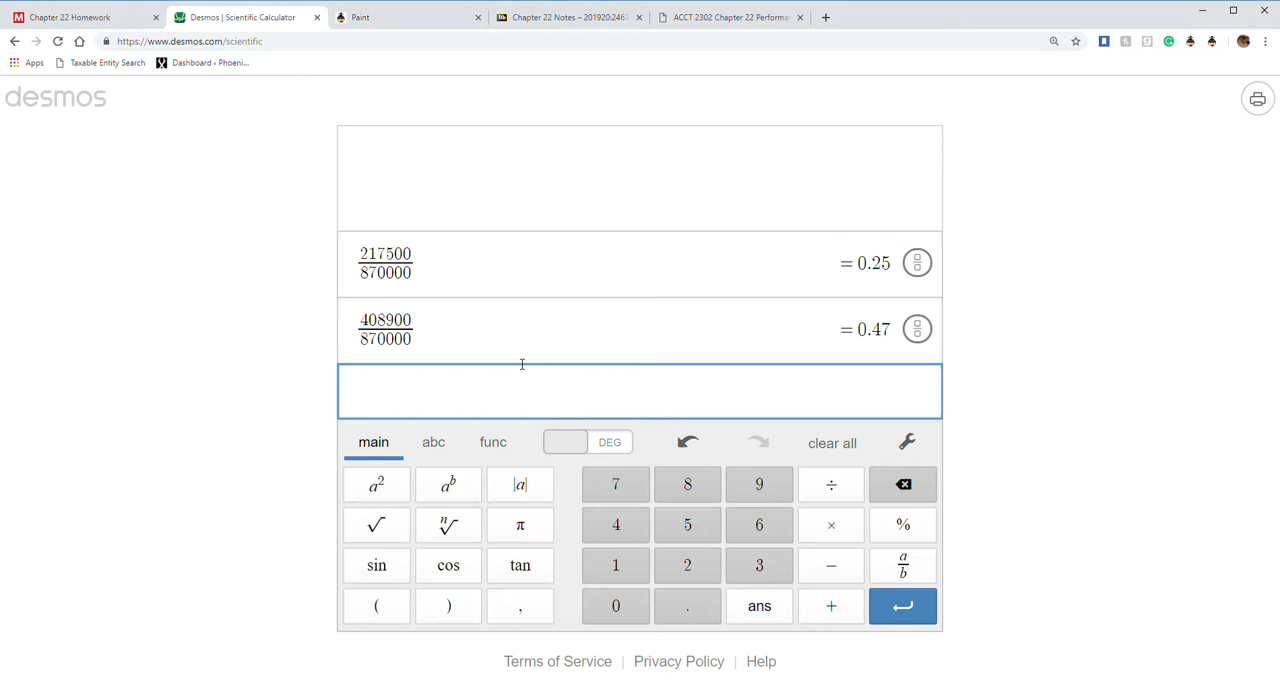 Chapter 22 Homework
Desmos | Scientific Calculator
Paint
Bb Chapter 22 Notes – 201920:2463
ACCT 2302 Chapter 22 Performa
https://www.desmos.com/scientific
Apps
Taxable Entity Search
Dashboard ‹ Phoeni...
desmos
217500
870000
= 0.25
408900
870000
= 0.47
main abc func DEG clear all
a² aᵇ |a| 7 8 9 ÷
√ ⁿ√ π 4 5 6 × %
sin cos tan 1 2 3 − a/b
( ) , 0 . ans +
Terms of Service | Privacy Policy | Help